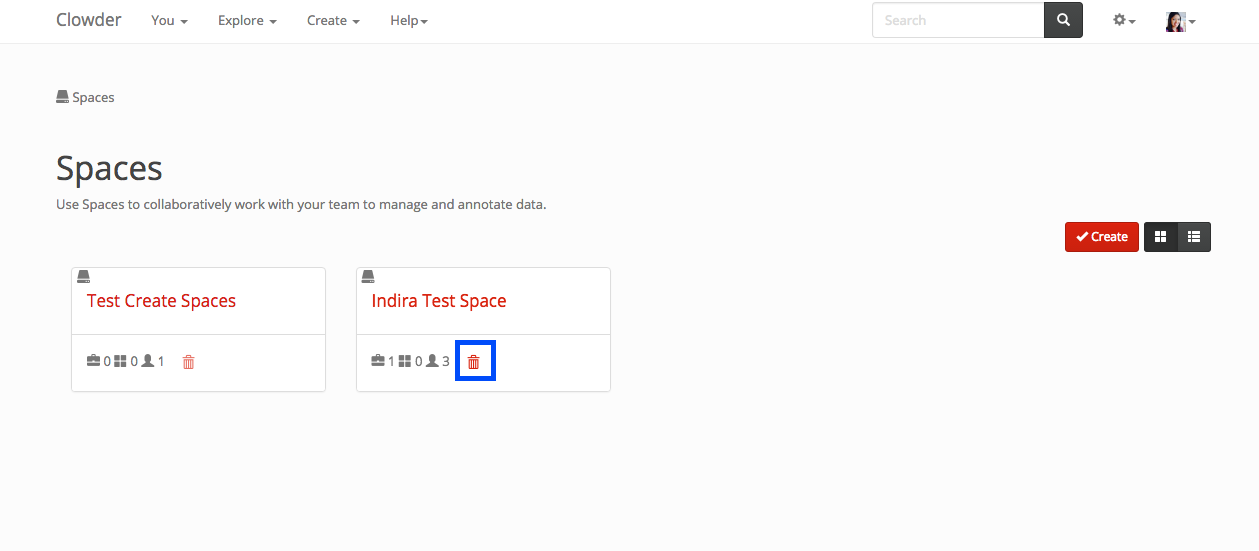 Clowder You Explore Create Help Search
Spaces
Spaces
Use Spaces to collaboratively work with your team to manage and annotate data.
Create
Test Create Spaces
0 0 1
Indira Test Space
1 0 3